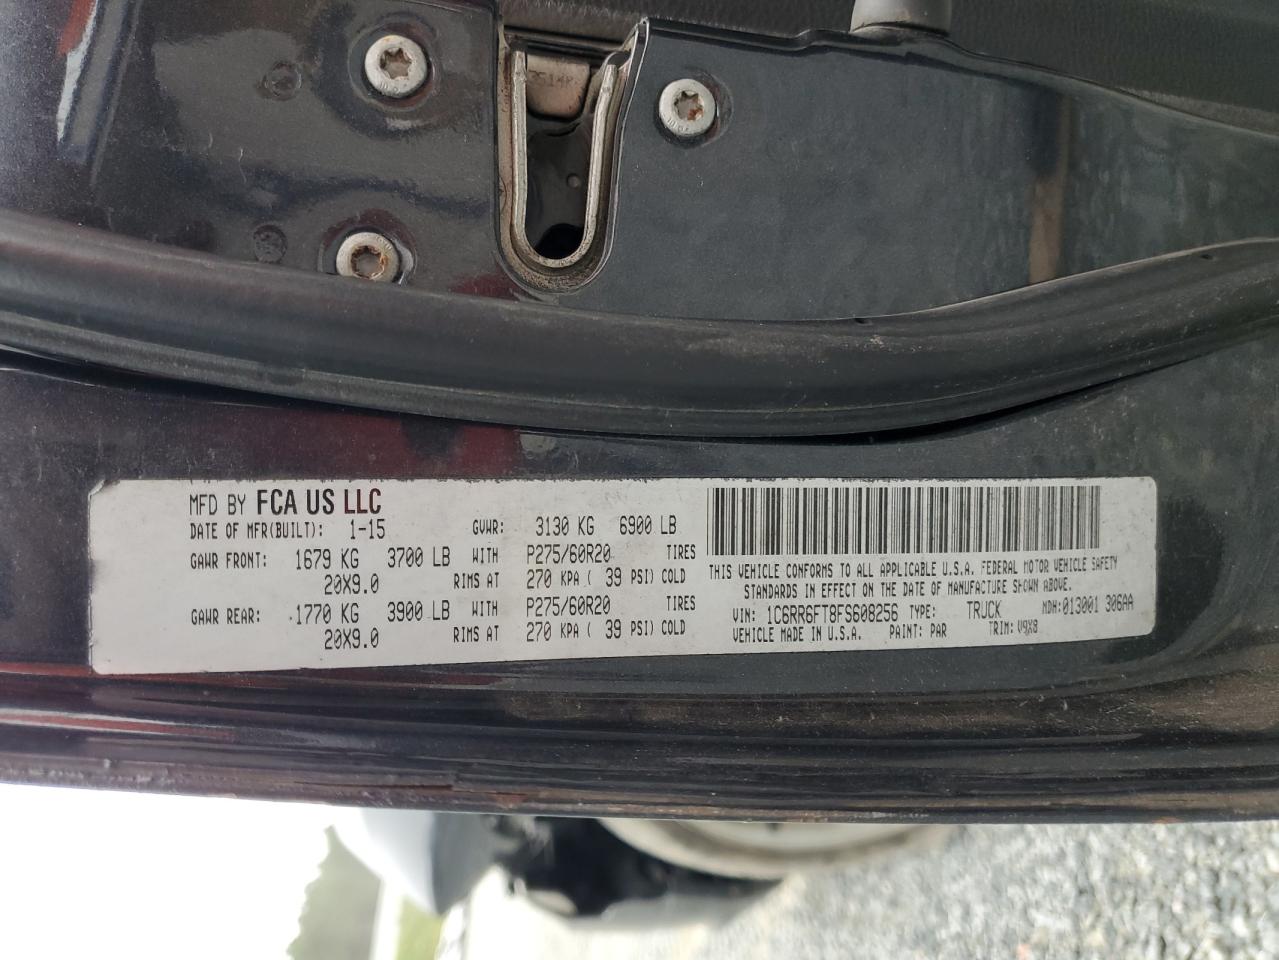 MFD BY FCA US LLC
DATE OF MFR(BUILT): 1-15 GVWR: 3130 KG 6900 LB
GAWR FRONT: 1679 KG 3700 LB WITH P275/60R20 TIRES
20X9.0 RIMS AT 270 KPA ( 39 PSI) COLD
GAWR REAR: 1770 KG 3900 LB WITH P275/60R20 TIRES
20X9.0 RIMS AT 270 KPA ( 39 PSI) COLD
THIS VEHICLE CONFORMS TO ALL APPLICABLE U.S.A. FEDERAL MOTOR VEHICLE SAFETY
STANDARDS IN EFFECT ON THE DATE OF MANUFACTURE SHOWN ABOVE.
VIN: 1C6RR6FT8FS608256 TYPE: TRUCK MDH:013001 306AA
VEHICLE MADE IN U.S.A. PAINT: PAR TRIM: V9X8